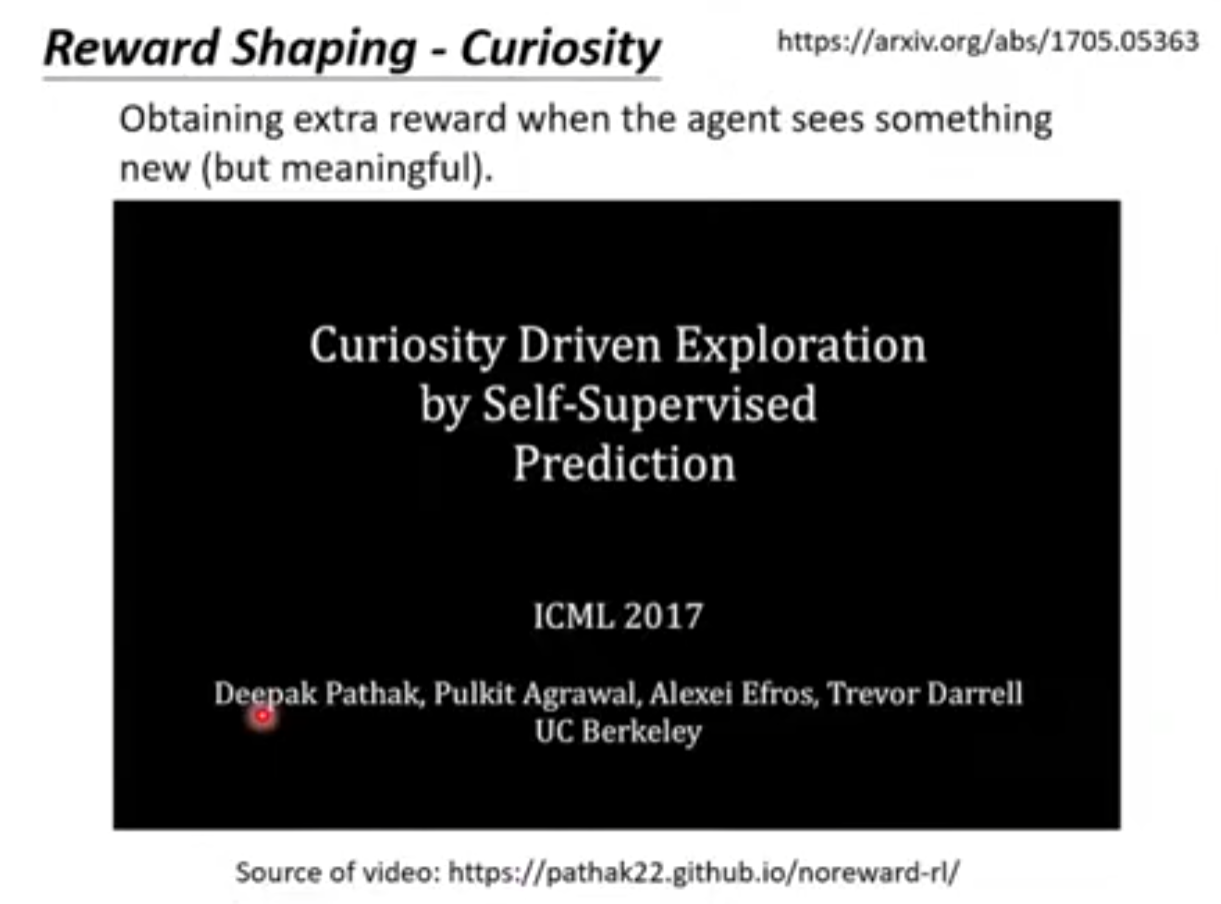 Reward Shaping - Curiosity
https://arxiv.org/abs/1705.05363
Obtaining extra reward when the agent sees something
new (but meaningful).
Curiosity Driven Exploration
by Self-Supervised
Prediction
ICML 2017
Deepak Pathak, Pulkit Agrawal, Alexei Efros, Trevor Darrell
UC Berkeley
Source of video: https://pathak22.github.io/noreward-rl/